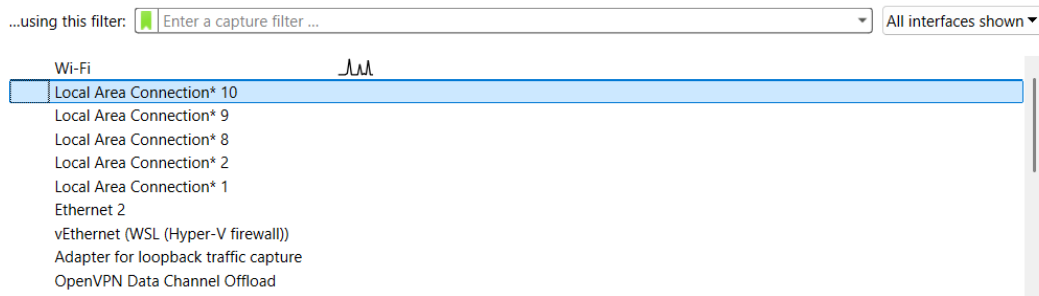 ...using this filter: Enter a capture filter ... All interfaces shown
Wi-Fi
Local Area Connection* 10
Local Area Connection* 9
Local Area Connection* 8
Local Area Connection* 2
Local Area Connection* 1
Ethernet 2
vEthernet (WSL (Hyper-V firewall))
Adapter for loopback traffic capture
OpenVPN Data Channel Offload